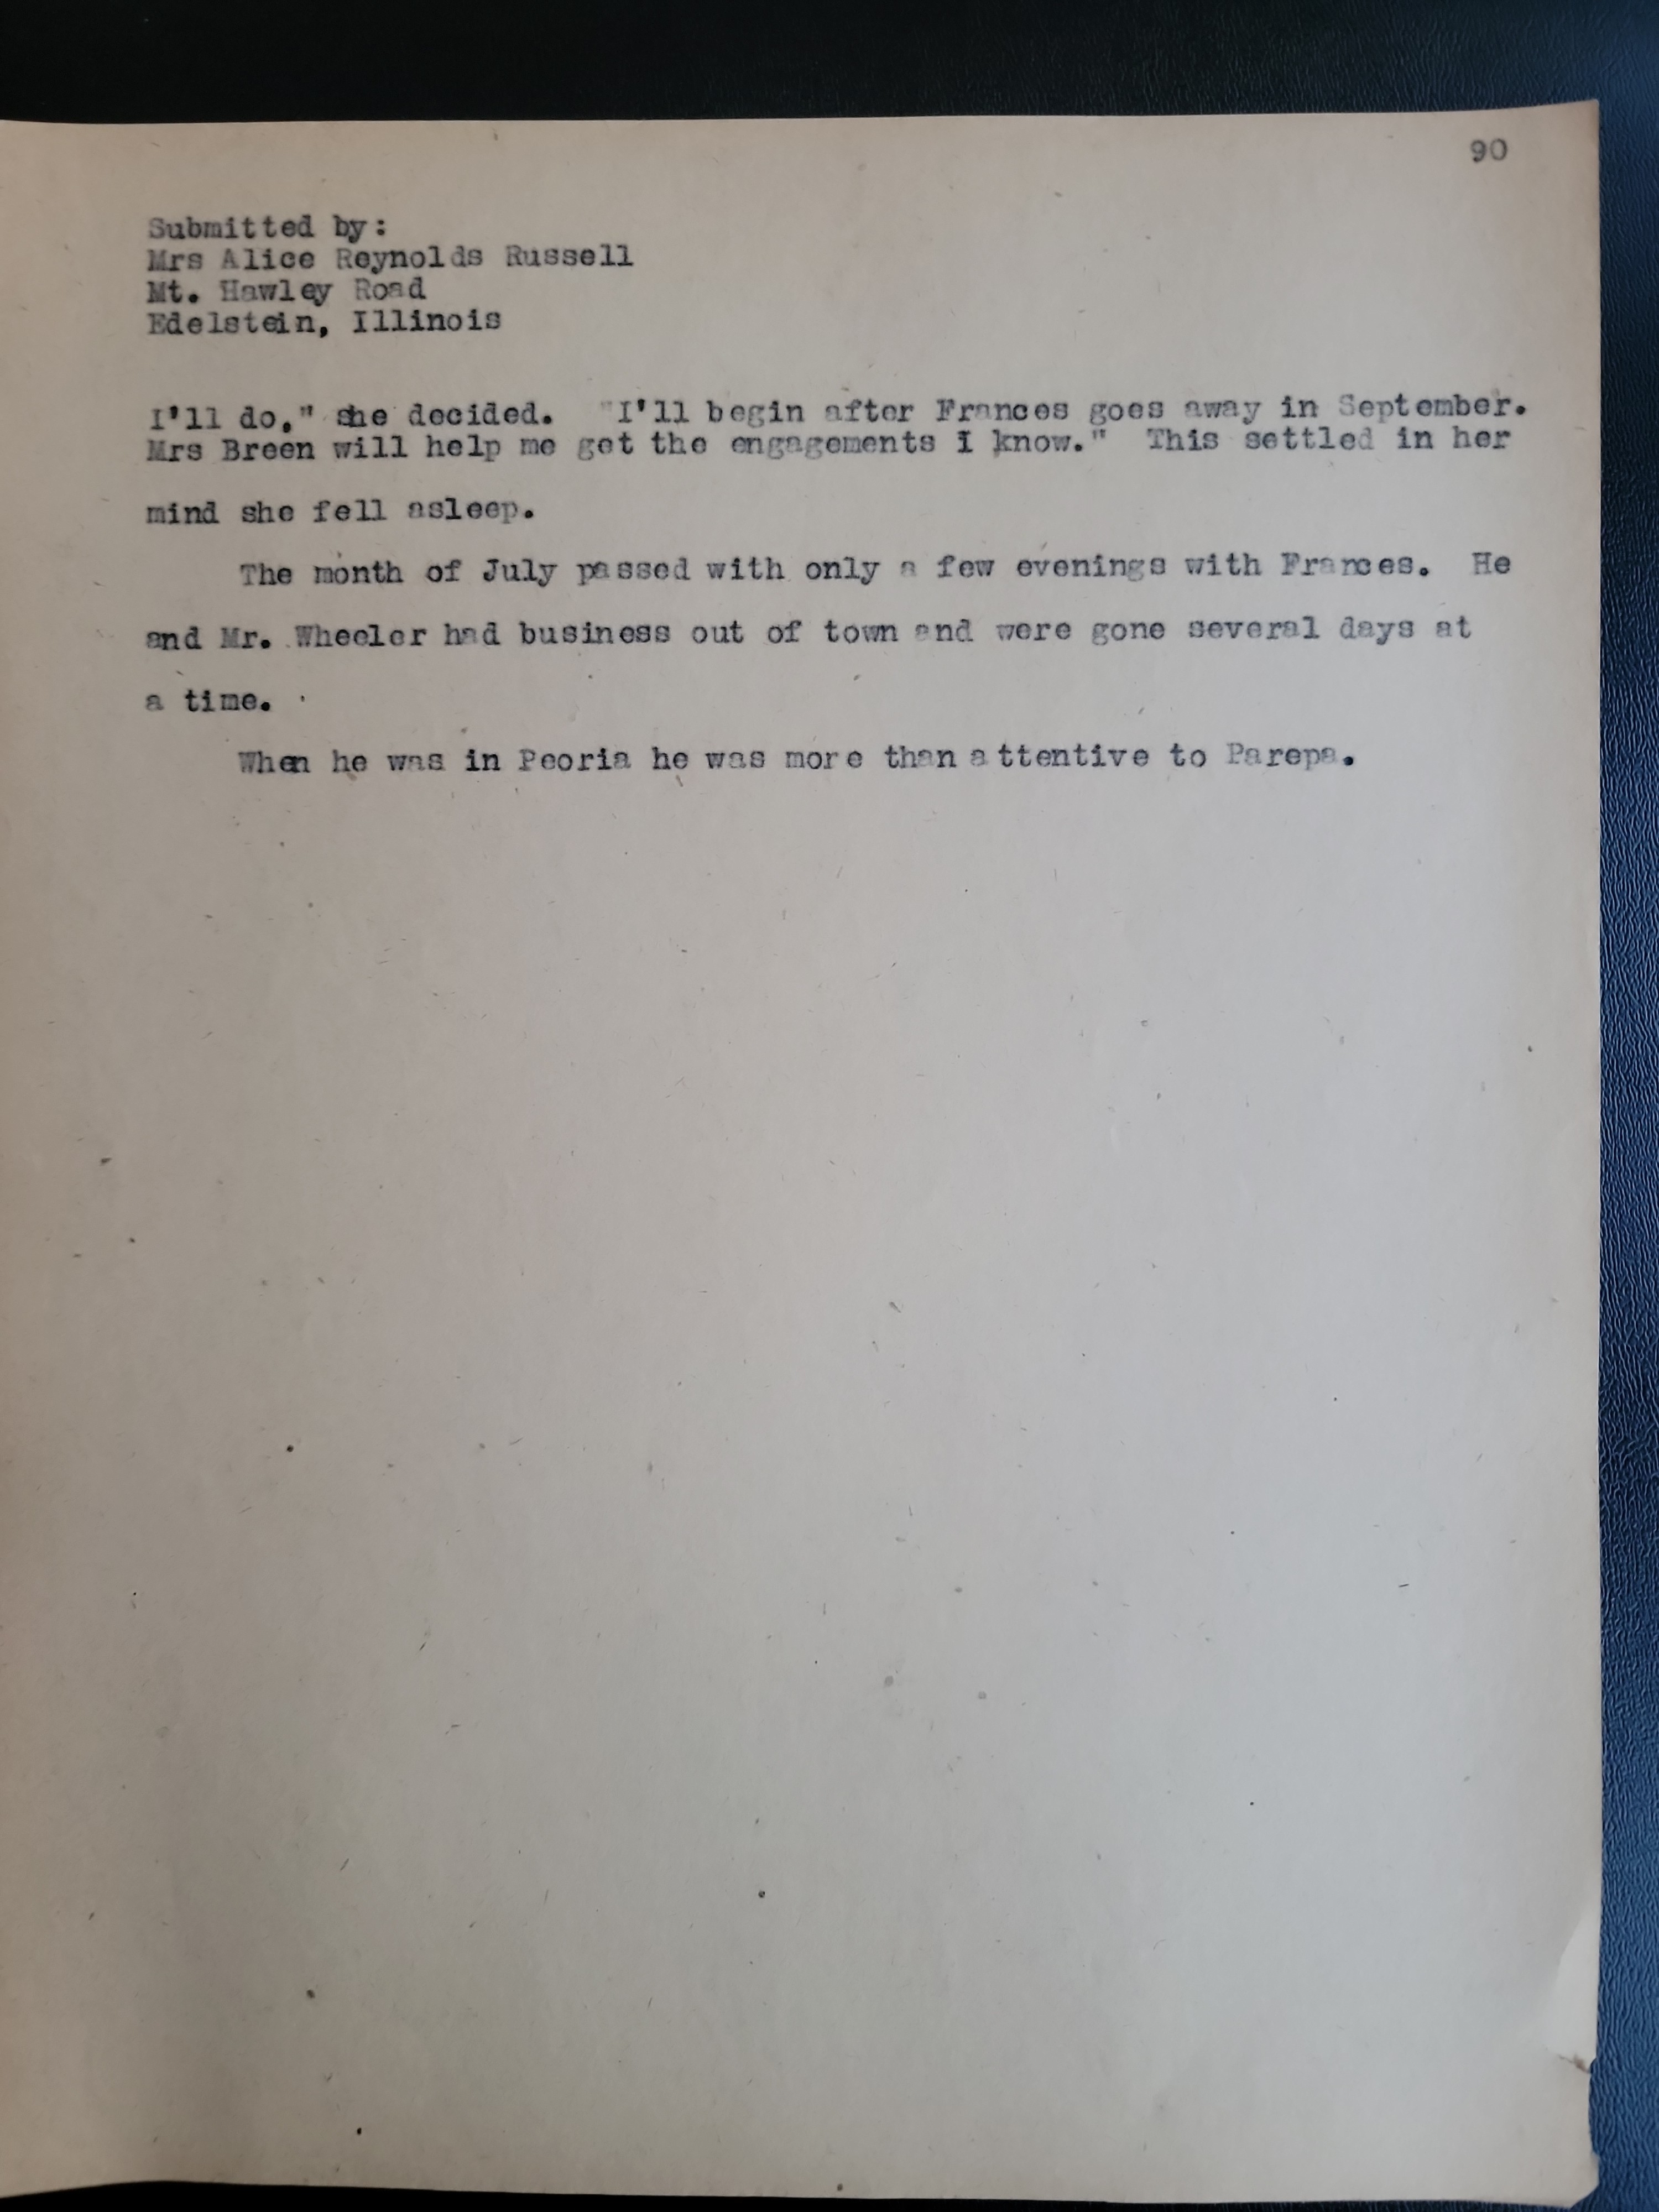 90
Submitted by:
Mrs Alice Reynolds Russell
Mt. Hawley Road
Edelstein, Illinois
I'll do," she decided.  "I'll begin after Frances goes away in September.
Mrs Breen will help me get the engagements I know."  This settled in her
mind she fell asleep.
The month of July passed with only a few evenings with Frances.  He
and Mr. Wheeler had business out of town and were gone several days at
a time.
When he was in Peoria he was more than attentive to Parepa.